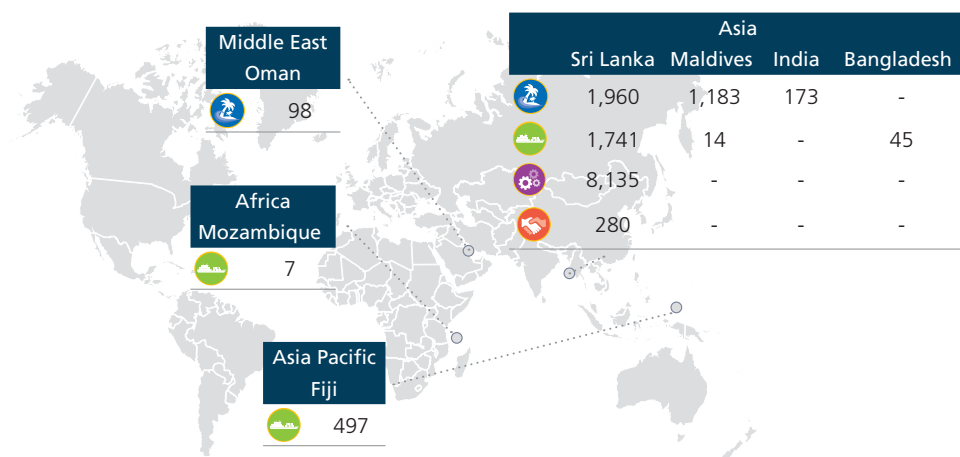 Middle East
Oman
98
Africa
Mozambique
7
Asia Pacific
Fiji
497
Asia
Sri Lanka Maldives India Bangladesh
1,960 1,183 173 -
1,741 14 - 45
8,135 - - -
280 - - -